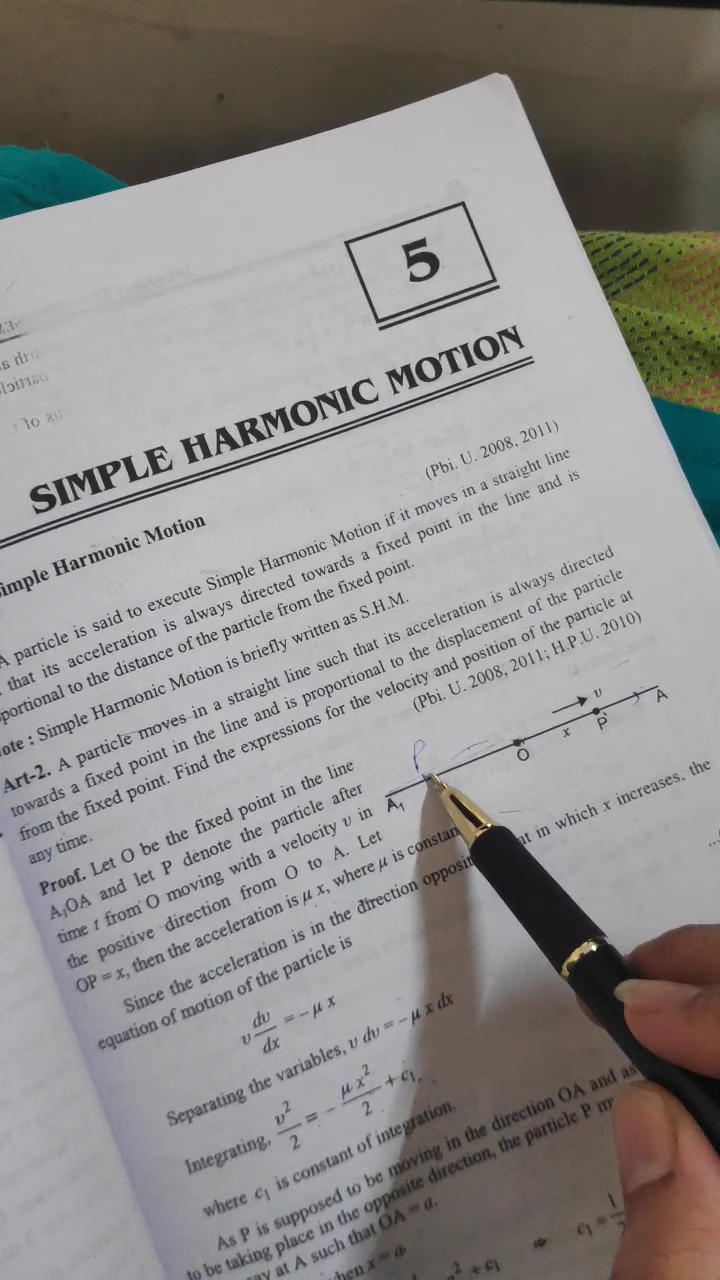 5
SIMPLE HARMONIC MOTION
(Pbi. U. 2008, 2011)
Simple Harmonic Motion
A particle is said to execute Simple Harmonic Motion if it moves in a straight line
that its acceleration is always directed towards a fixed point in the line and is
portional to the distance of the particle from the fixed point.
ote : Simple Harmonic Motion is briefly written as S.H.M.
Art-2. A particle moves in a straight line such that its acceleration is always directed
towards a fixed point in the line and is proportional to the displacement of the particle
from the fixed point. Find the expressions for the velocity and position of the particle at
any time.
(Pbi. U. 2008, 2011; H.P.U. 2010)
P
A₁ O x P υ A
Proof. Let O be the fixed point in the line
A₁OA and let P denote the particle after
time t from O moving with a velocity υ in
the positive direction from O to A. Let
OP = x, then the acceleration is μ x, where μ is constan
Since the acceleration is in the direction opposit in which x increases, the
equation of motion of the particle is
υ dυ/dx = – μ x
Separating the variables, υ dυ = – μ x dx
Integrating, υ²/2 = – μ x²/2 + c₁,
where c₁ is constant of integration.
As P is supposed to be moving in the direction OA and as
to be taking place in the opposite direction, the particle P m
say at A such that OA = a.
when x = a